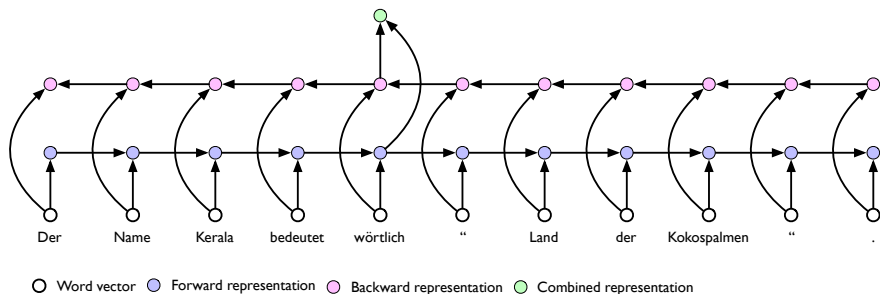 Der Name Kerala bedeutet wörtlich “ Land der Kokospalmen “ .
Word vector Forward representation Backward representation Combined representation